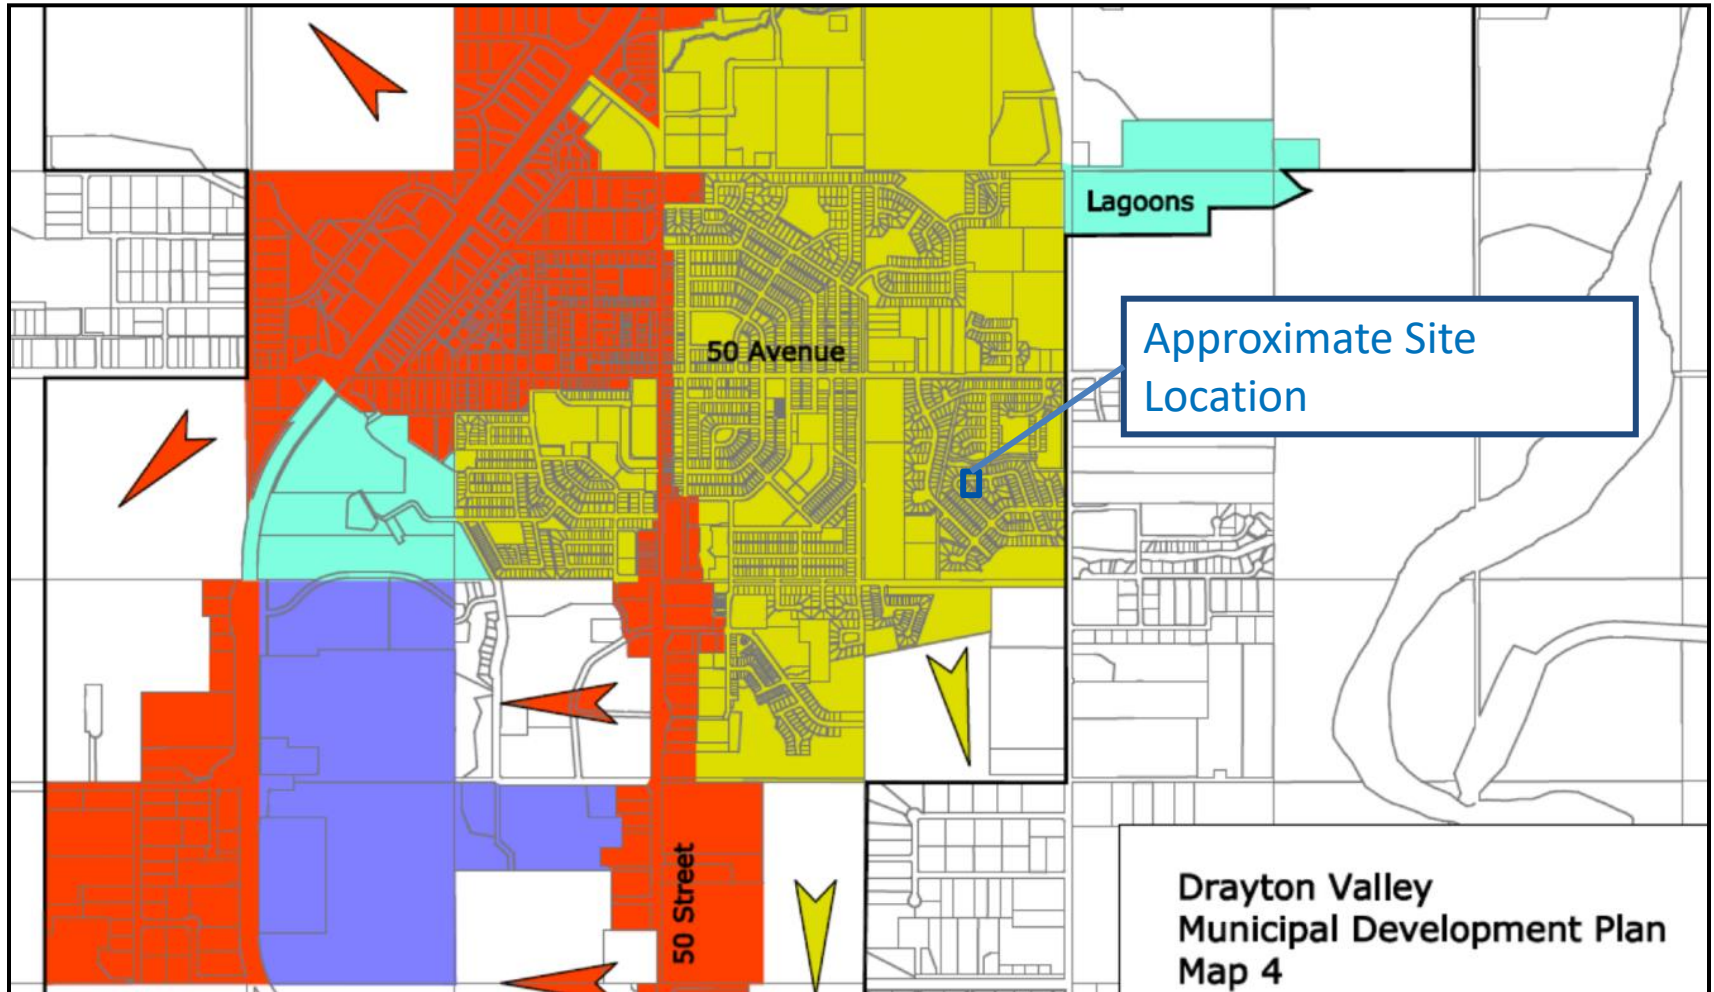 Lagoons
Approximate Site
Location
50 Avenue
50 Street
Drayton Valley
Municipal Development Plan
Map 4